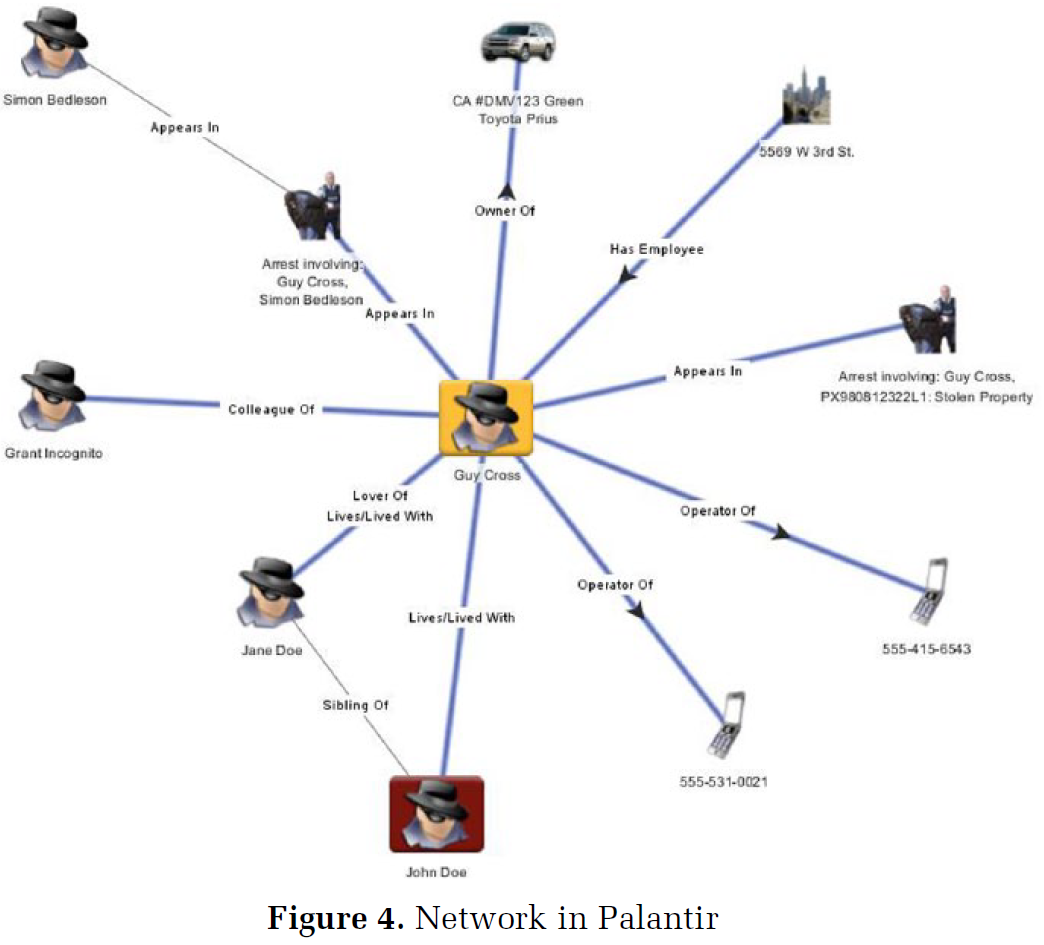 Simon Bedleson
Appears In
CA #DMV123 Green
Toyota Prius
5569 W 3rd St.
Owner Of
Has Employee
Arrest involving:
Guy Cross,
Simon Bedleson
Appears In
Appears In
Arrest involving: Guy Cross,
PX980812322L1: Stolen Property
Colleague Of
Grant Incognito
Guy Cross
Lover Of
Lives/Lived With
Operator Of
Operator Of
Lives/Lived With
Jane Doe
555-415-6543
Sibling Of
555-531-0021
John Doe
Figure 4. Network in Palantir